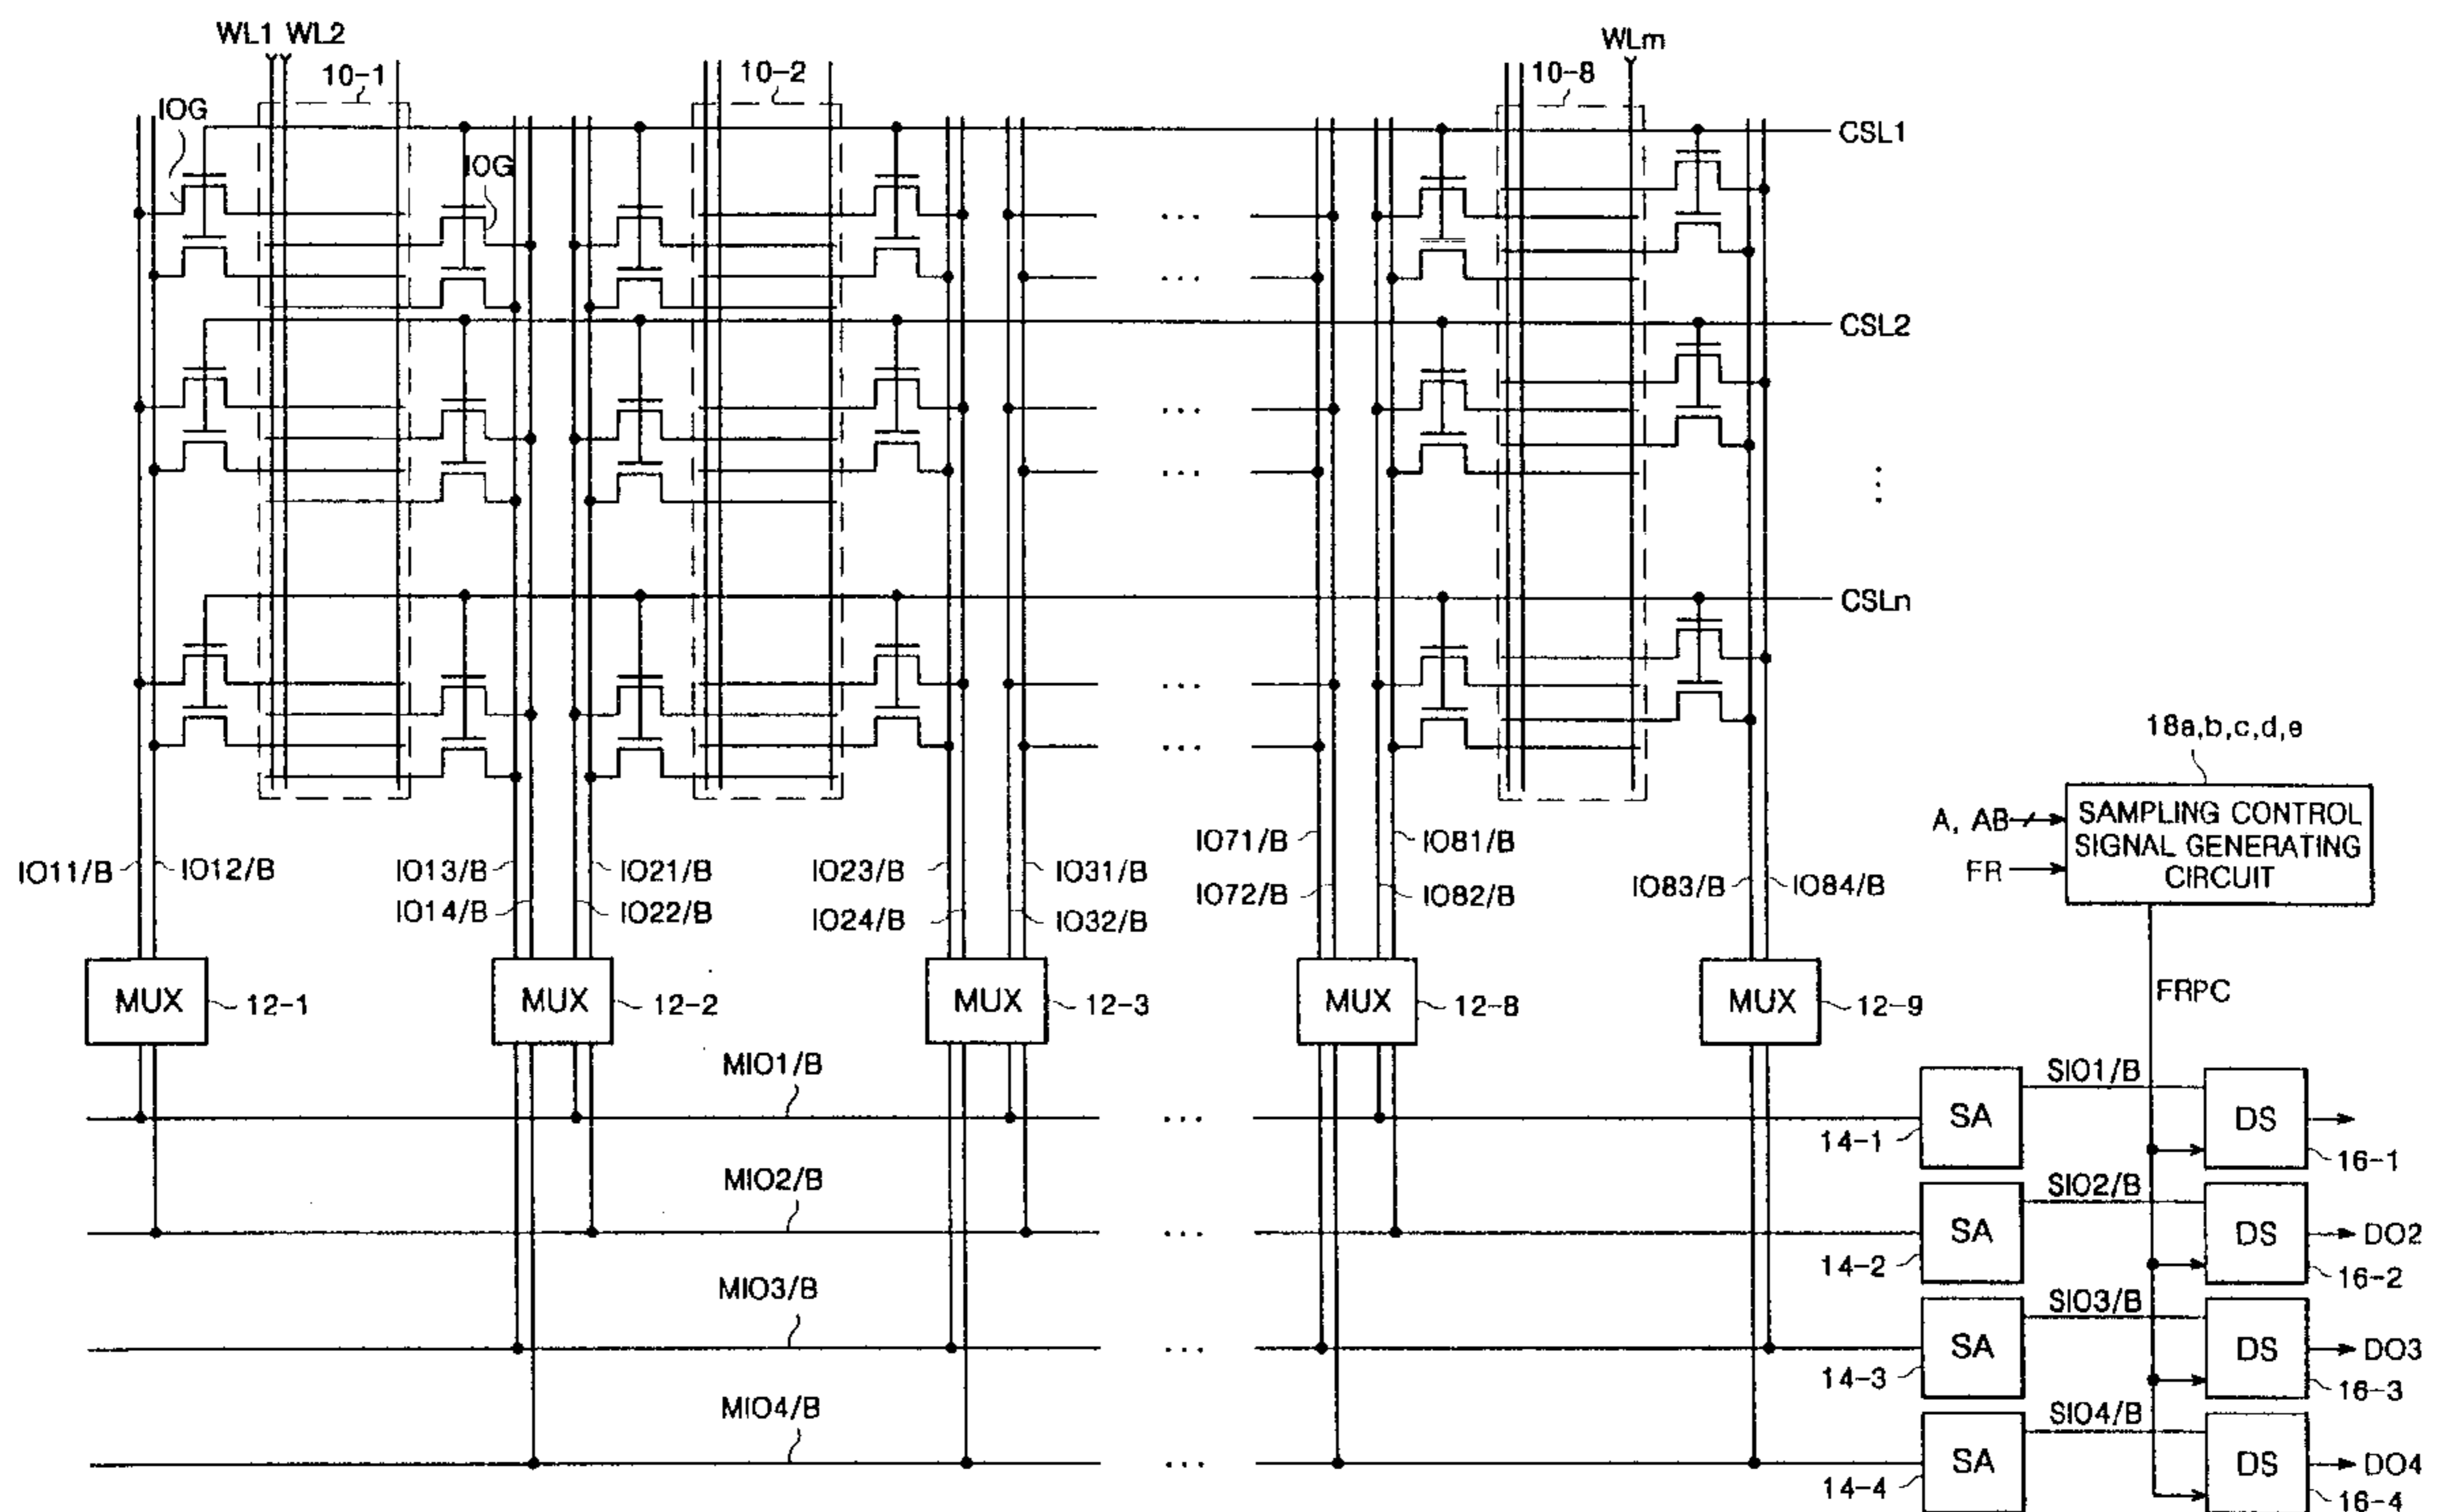 WL1 WL2
WLm
10-1
10-2
10-8
IOG
IOG
CSL1
CSL2
⋮
CSLn
...
...
...
...
...
...
18a,b,c,d,e
A, AB
FR
SAMPLING CONTROL
SIGNAL GENERATING
CIRCUIT
IO11/B
IO12/B
IO13/B
IO14/B
IO21/B
IO22/B
IO23/B
IO24/B
IO31/B
IO32/B
IO71/B
IO72/B
IO81/B
IO82/B
IO83/B
IO84/B
MUX
12-1
MUX
12-2
MUX
12-3
MUX
12-8
MUX
12-9
FRPC
MIO1/B
...
SA
14-1
SIO1/B
DS
16-1
MIO2/B
...
SA
14-2
SIO2/B
DS
DO2
16-2
MIO3/B
...
SA
14-3
SIO3/B
DS
DO3
16-3
MIO4/B
...
SA
14-4
SIO4/B
DS
DO4
16-4